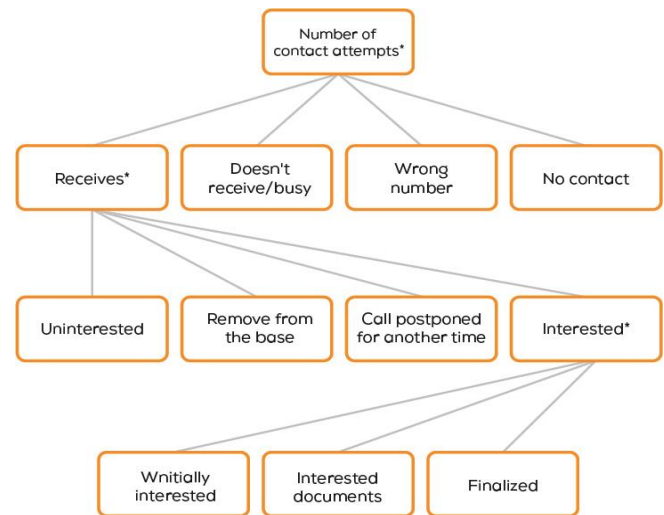 Number of
contact attempts*
Receives*
Doesn't
receive/busy
Wrong
number
No contact
Uninterested
Remove from
the base
Call postponed
for another time
Interested*
Wnitially
interested
Interested
documents
Finalized